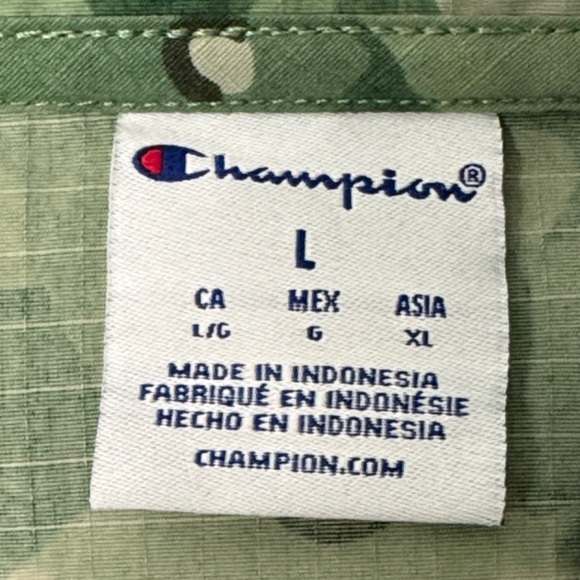 Champion®
L
CA MEX ASIA
L/G G XL
MADE IN INDONESIA
FABRIQUÉ EN INDONÉSIE
HECHO EN INDONESIA
CHAMPION.COM